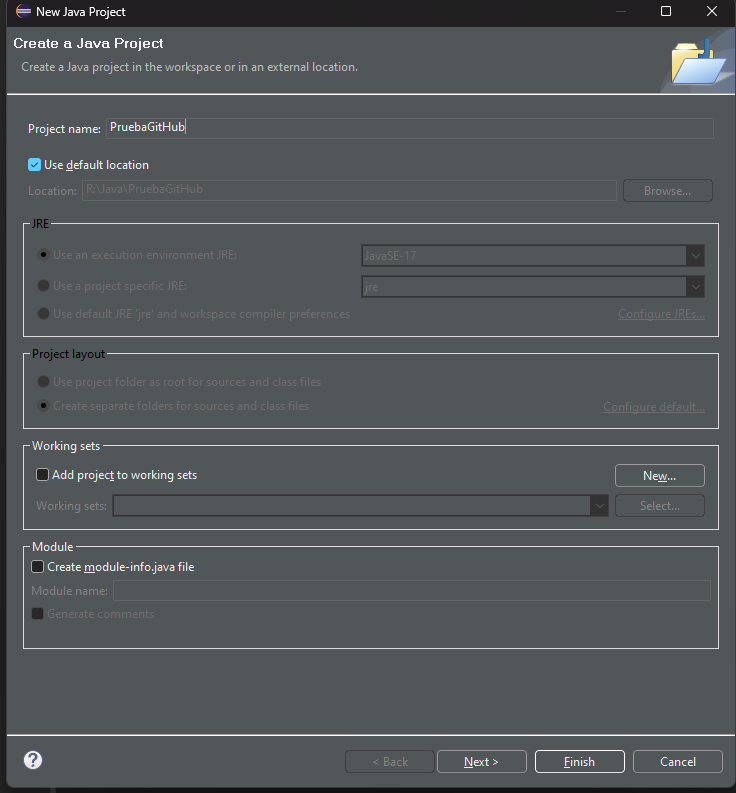 New Java Project
Create a Java Project
Create a Java project in the workspace or in an external location.
Project name: PruebaGitHub
Use default location
Location: R:\Java\PruebaGitHub Browse...
JRE
Use an execution environment JRE: JavaSE-17
Use a project specific JRE: jre
Use default JRE 'jre' and workspace compiler preferences Configure JREs...
Project layout
Use project folder as root for sources and class files
Create separate folders for sources and class files Configure default...
Working sets
Add project to working sets New...
Working sets: Select...
Module
Create module-info.java file
Module name:
Generate comments
? < Back Next > Finish Cancel